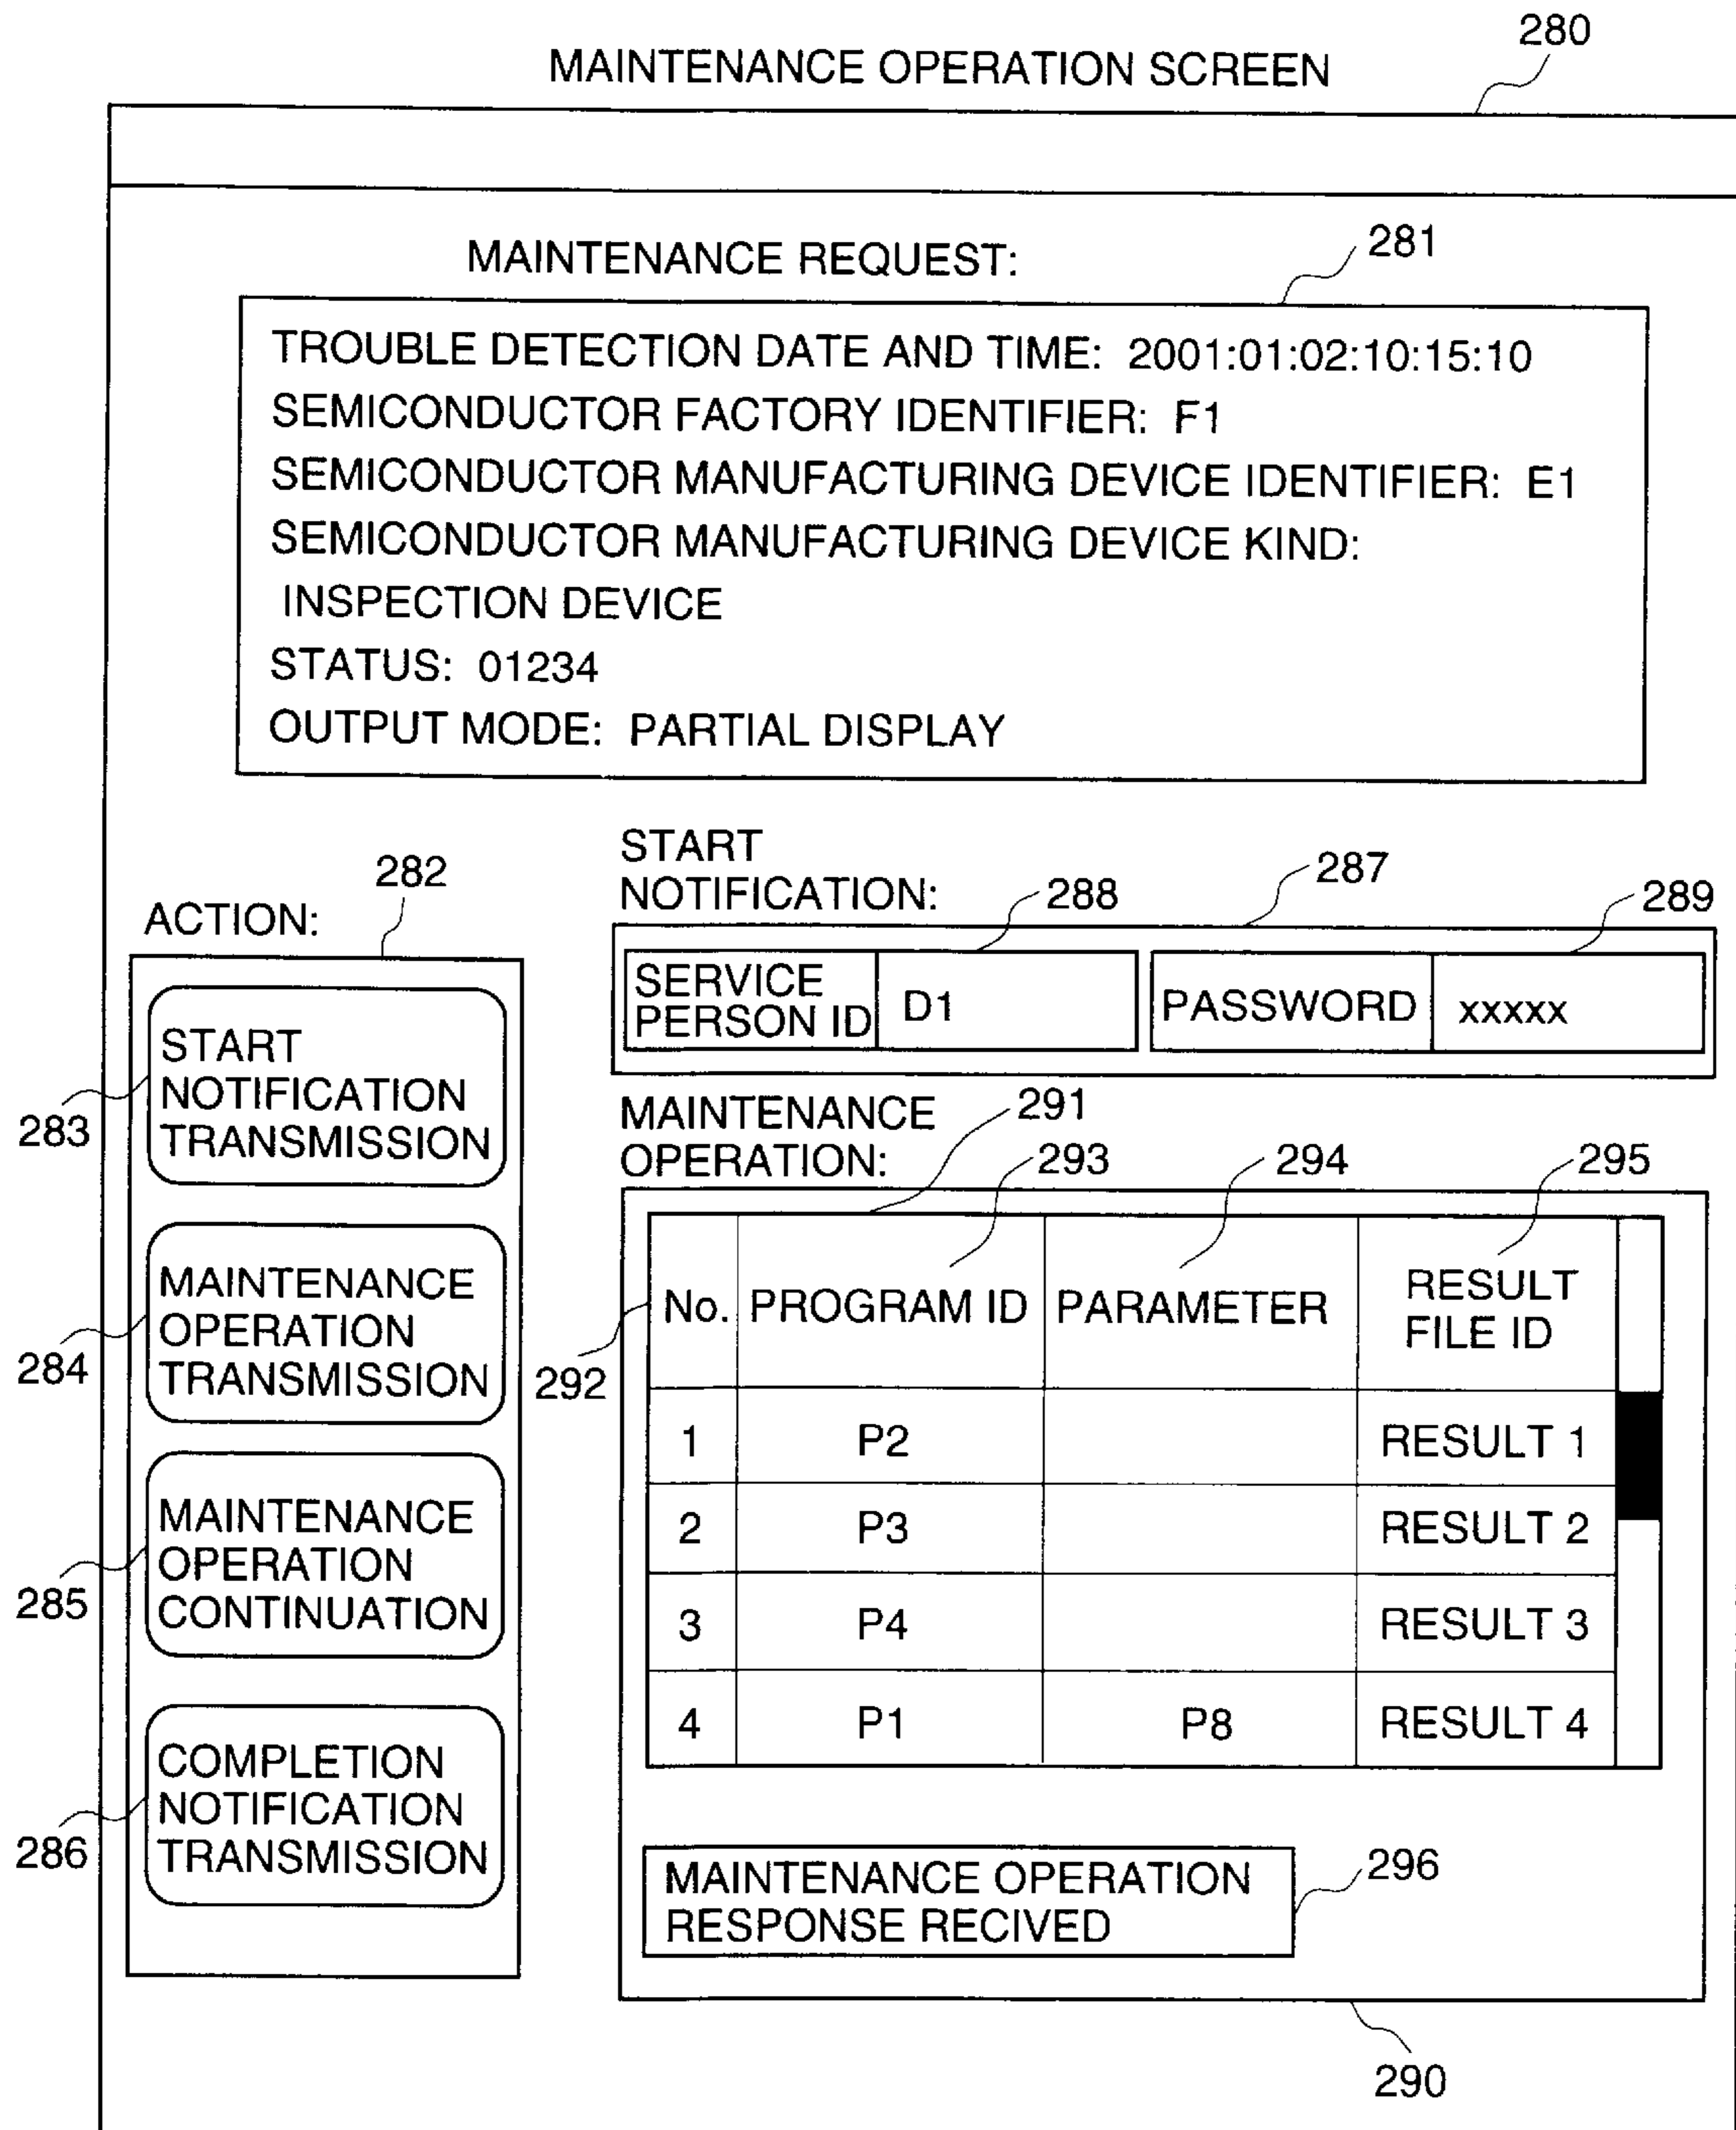 280
MAINTENANCE OPERATION SCREEN
MAINTENANCE REQUEST:
281
TROUBLE DETECTION DATE AND TIME: 2001:01:02:10:15:10
SEMICONDUCTOR FACTORY IDENTIFIER: F1
SEMICONDUCTOR MANUFACTURING DEVICE IDENTIFIER: E1
SEMICONDUCTOR MANUFACTURING DEVICE KIND:
INSPECTION DEVICE
STATUS: 01234
OUTPUT MODE: PARTIAL DISPLAY
282
ACTION:
START
NOTIFICATION
TRANSMISSION
283
MAINTENANCE
OPERATION
TRANSMISSION
284
MAINTENANCE
OPERATION
CONTINUATION
285
COMPLETION
NOTIFICATION
TRANSMISSION
286
START
NOTIFICATION:
288
287
289
SERVICE
PERSON ID
D1
PASSWORD
xxxxx
MAINTENANCE
OPERATION:
291
293
294
295
292
No. PROGRAM ID PARAMETER RESULT
FILE ID
1 P2 RESULT 1
2 P3 RESULT 2
3 P4 RESULT 3
4 P1 P8 RESULT 4
MAINTENANCE OPERATION
RESPONSE RECIVED
296
290